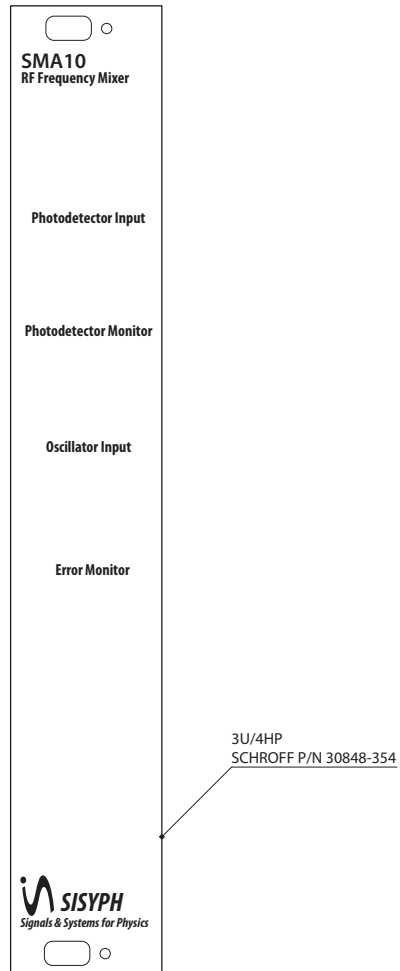 SMA10
RF Frequency Mixer
Photodetector Input
Photodetector Monitor
Oscillator Input
Error Monitor
3U/4HP
SCHROFF P/N 30848-354
SISYPH
Signals & Systems for Physics